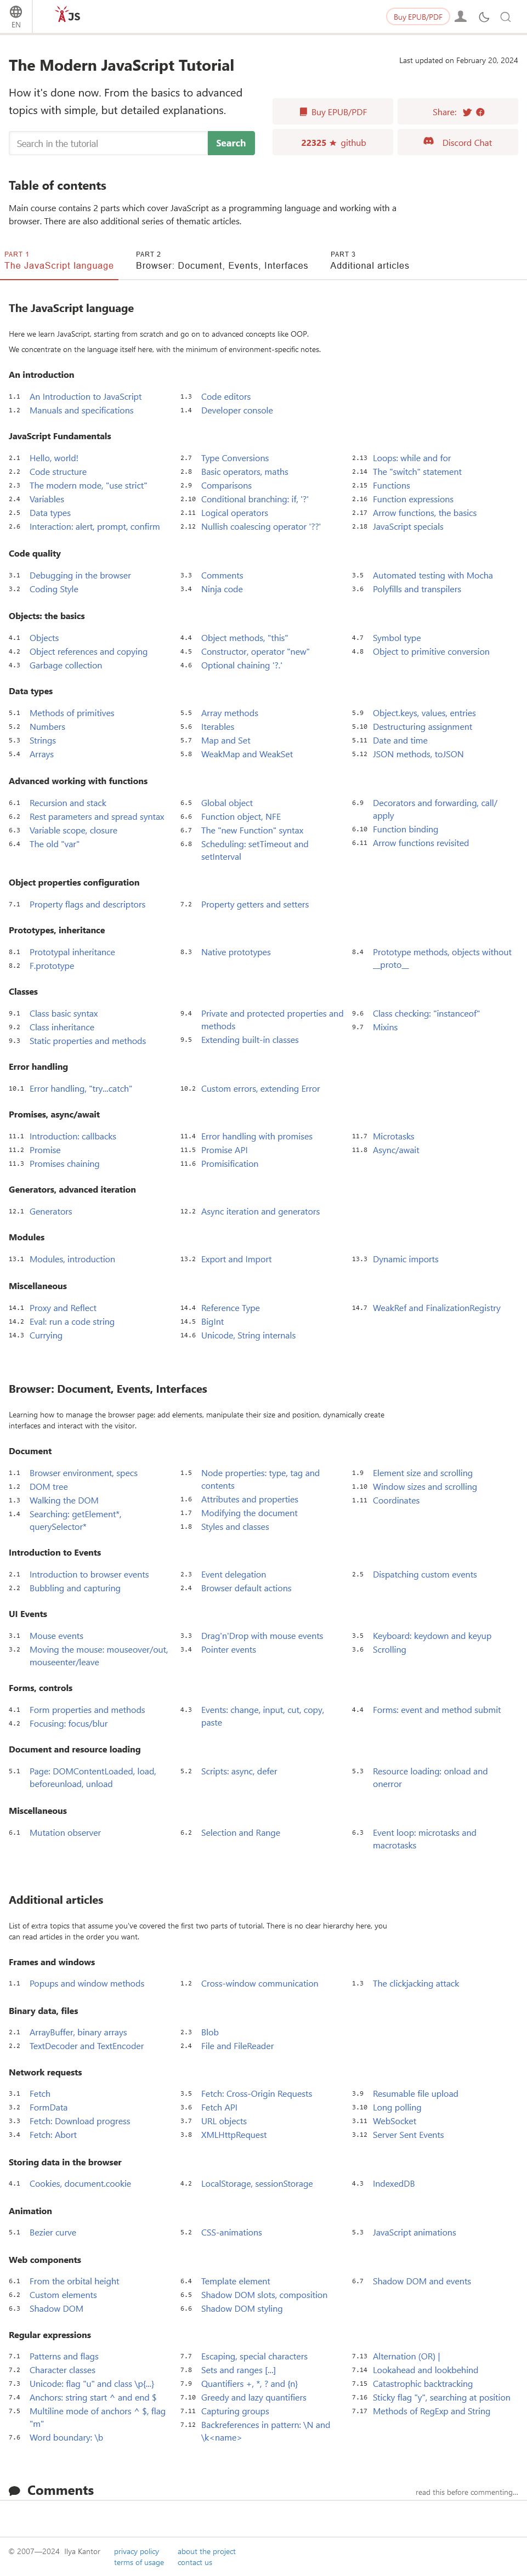 EN
JS
Buy EPUB/PDF
The Modern JavaScript Tutorial
Last updated on February 20, 2024
How it's done now. From the basics to advanced
topics with simple, but detailed explanations.
Search in the tutorial
Search
Buy EPUB/PDF
Share:
22325 ★ github
Discord Chat
Table of contents
Main course contains 2 parts which cover JavaScript as a programming language and working with a
browser. There are also additional series of thematic articles.
PART 1
The JavaScript language
PART 2
Browser: Document, Events, Interfaces
PART 3
Additional articles
The JavaScript language
Here we learn JavaScript, starting from scratch and go on to advanced concepts like OOP.
We concentrate on the language itself here, with the minimum of environment-specific notes.
An introduction
1.1 An Introduction to JavaScript
1.2 Manuals and specifications
1.3 Code editors
1.4 Developer console
JavaScript Fundamentals
2.1 Hello, world!
2.2 Code structure
2.3 The modern mode, "use strict"
2.4 Variables
2.5 Data types
2.6 Interaction: alert, prompt, confirm
2.7 Type Conversions
2.8 Basic operators, maths
2.9 Comparisons
2.10 Conditional branching: if, '?'
2.11 Logical operators
2.12 Nullish coalescing operator '??'
2.13 Loops: while and for
2.14 The "switch" statement
2.15 Functions
2.16 Function expressions
2.17 Arrow functions, the basics
2.18 JavaScript specials
Code quality
3.1 Debugging in the browser
3.2 Coding Style
3.3 Comments
3.4 Ninja code
3.5 Automated testing with Mocha
3.6 Polyfills and transpilers
Objects: the basics
4.1 Objects
4.2 Object references and copying
4.3 Garbage collection
4.4 Object methods, "this"
4.5 Constructor, operator "new"
4.6 Optional chaining '?.'
4.7 Symbol type
4.8 Object to primitive conversion
Data types
5.1 Methods of primitives
5.2 Numbers
5.3 Strings
5.4 Arrays
5.5 Array methods
5.6 Iterables
5.7 Map and Set
5.8 WeakMap and WeakSet
5.9 Object.keys, values, entries
5.10 Destructuring assignment
5.11 Date and time
5.12 JSON methods, toJSON
Advanced working with functions
6.1 Recursion and stack
6.2 Rest parameters and spread syntax
6.3 Variable scope, closure
6.4 The old "var"
6.5 Global object
6.6 Function object, NFE
6.7 The "new Function" syntax
6.8 Scheduling: setTimeout and
setInterval
6.9 Decorators and forwarding, call/
apply
6.10 Function binding
6.11 Arrow functions revisited
Object properties configuration
7.1 Property flags and descriptors
7.2 Property getters and setters
Prototypes, inheritance
8.1 Prototypal inheritance
8.2 F.prototype
8.3 Native prototypes
8.4 Prototype methods, objects without
__proto__
Classes
9.1 Class basic syntax
9.2 Class inheritance
9.3 Static properties and methods
9.4 Private and protected properties and
methods
9.5 Extending built-in classes
9.6 Class checking: "instanceof"
9.7 Mixins
Error handling
10.1 Error handling, "try...catch"
10.2 Custom errors, extending Error
Promises, async/await
11.1 Introduction: callbacks
11.2 Promise
11.3 Promises chaining
11.4 Error handling with promises
11.5 Promise API
11.6 Promisification
11.7 Microtasks
11.8 Async/await
Generators, advanced iteration
12.1 Generators
12.2 Async iteration and generators
Modules
13.1 Modules, introduction
13.2 Export and Import
13.3 Dynamic imports
Miscellaneous
14.1 Proxy and Reflect
14.2 Eval: run a code string
14.3 Currying
14.4 Reference Type
14.5 BigInt
14.6 Unicode, String internals
14.7 WeakRef and FinalizationRegistry
Browser: Document, Events, Interfaces
Learning how to manage the browser page: add elements, manipulate their size and position, dynamically create
interfaces and interact with the visitor.
Document
1.1 Browser environment, specs
1.2 DOM tree
1.3 Walking the DOM
1.4 Searching: getElement*,
querySelector*
1.5 Node properties: type, tag and
contents
1.6 Attributes and properties
1.7 Modifying the document
1.8 Styles and classes
1.9 Element size and scrolling
1.10 Window sizes and scrolling
1.11 Coordinates
Introduction to Events
2.1 Introduction to browser events
2.2 Bubbling and capturing
2.3 Event delegation
2.4 Browser default actions
2.5 Dispatching custom events
UI Events
3.1 Mouse events
3.2 Moving the mouse: mouseover/out,
mouseenter/leave
3.3 Drag'n'Drop with mouse events
3.4 Pointer events
3.5 Keyboard: keydown and keyup
3.6 Scrolling
Forms, controls
4.1 Form properties and methods
4.2 Focusing: focus/blur
4.3 Events: change, input, cut, copy,
paste
4.4 Forms: event and method submit
Document and resource loading
5.1 Page: DOMContentLoaded, load,
beforeunload, unload
5.2 Scripts: async, defer
5.3 Resource loading: onload and
onerror
Miscellaneous
6.1 Mutation observer
6.2 Selection and Range
6.3 Event loop: microtasks and
macrotasks
Additional articles
List of extra topics that assume you've covered the first two parts of tutorial. There is no clear hierarchy here, you
can read articles in the order you want.
Frames and windows
1.1 Popups and window methods
1.2 Cross-window communication
1.3 The clickjacking attack
Binary data, files
2.1 ArrayBuffer, binary arrays
2.2 TextDecoder and TextEncoder
2.3 Blob
2.4 File and FileReader
Network requests
3.1 Fetch
3.2 FormData
3.3 Fetch: Download progress
3.4 Fetch: Abort
3.5 Fetch: Cross-Origin Requests
3.6 Fetch API
3.7 URL objects
3.8 XMLHttpRequest
3.9 Resumable file upload
3.10 Long polling
3.11 WebSocket
3.12 Server Sent Events
Storing data in the browser
4.1 Cookies, document.cookie
4.2 LocalStorage, sessionStorage
4.3 IndexedDB
Animation
5.1 Bezier curve
5.2 CSS-animations
5.3 JavaScript animations
Web components
6.1 From the orbital height
6.2 Custom elements
6.3 Shadow DOM
6.4 Template element
6.5 Shadow DOM slots, composition
6.6 Shadow DOM styling
6.7 Shadow DOM and events
Regular expressions
7.1 Patterns and flags
7.2 Character classes
7.3 Unicode: flag "u" and class \p{...}
7.4 Anchors: string start ^ and end $
7.5 Multiline mode of anchors ^ $, flag
"m"
7.6 Word boundary: \b
7.7 Escaping, special characters
7.8 Sets and ranges [...]
7.9 Quantifiers +, *, ? and {n}
7.10 Greedy and lazy quantifiers
7.11 Capturing groups
7.12 Backreferences in pattern: \N and
\k<name>
7.13 Alternation (OR) |
7.14 Lookahead and lookbehind
7.15 Catastrophic backtracking
7.16 Sticky flag "y", searching at position
7.17 Methods of RegExp and String
Comments
read this before commenting...
© 2007—2024 Ilya Kantor
privacy policy
about the project
terms of usage
contact us